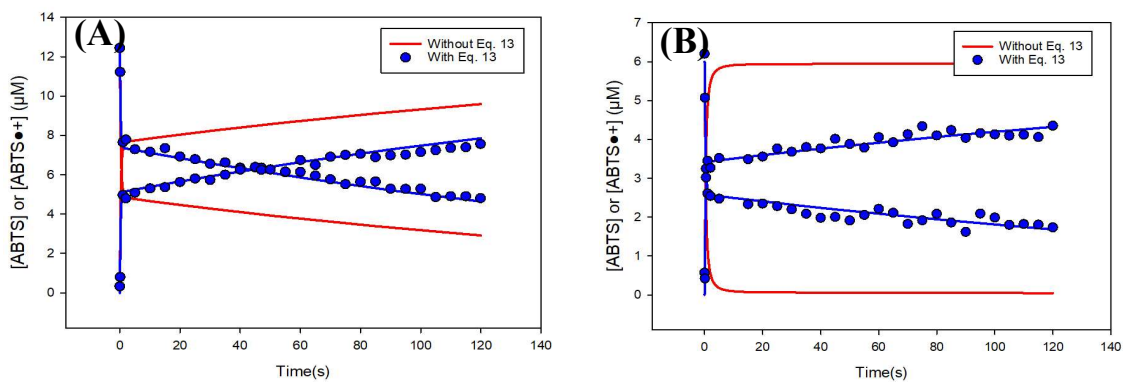 (A)
[ABTS] or [ABTS●+] (µM)
14
12
10
8
6
4
2
0
Without Eq. 13
With Eq. 13
0 20 40 60 80 100 120 140
Time(s)
(B)
[ABTS] or [ABTS●+] (µM)
7
6
5
4
3
2
1
0
Without Eq. 13
With Eq. 13
0 20 40 60 80 100 120 140
Time(s)